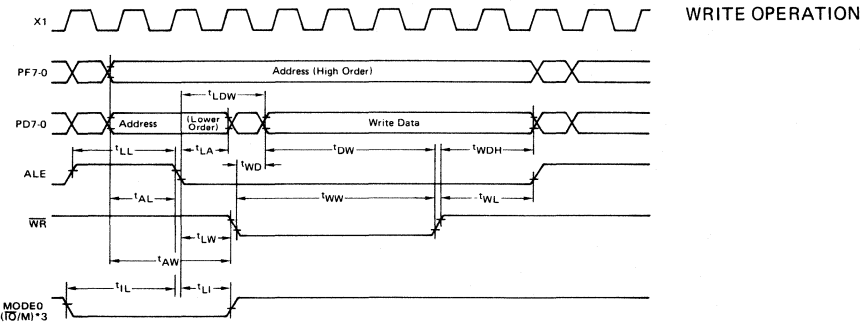 WRITE OPERATION
X1
PF7-0
Address (High Order)
tLDW
PD7-0
Address
(Lower
Order)
Write Data
tLL
tLA
tWD
tDW
tWDH
ALE
tAL
tWW
tWL
WR
tLW
tAW
tIL
tLI
MODE0
(IO/M)*3